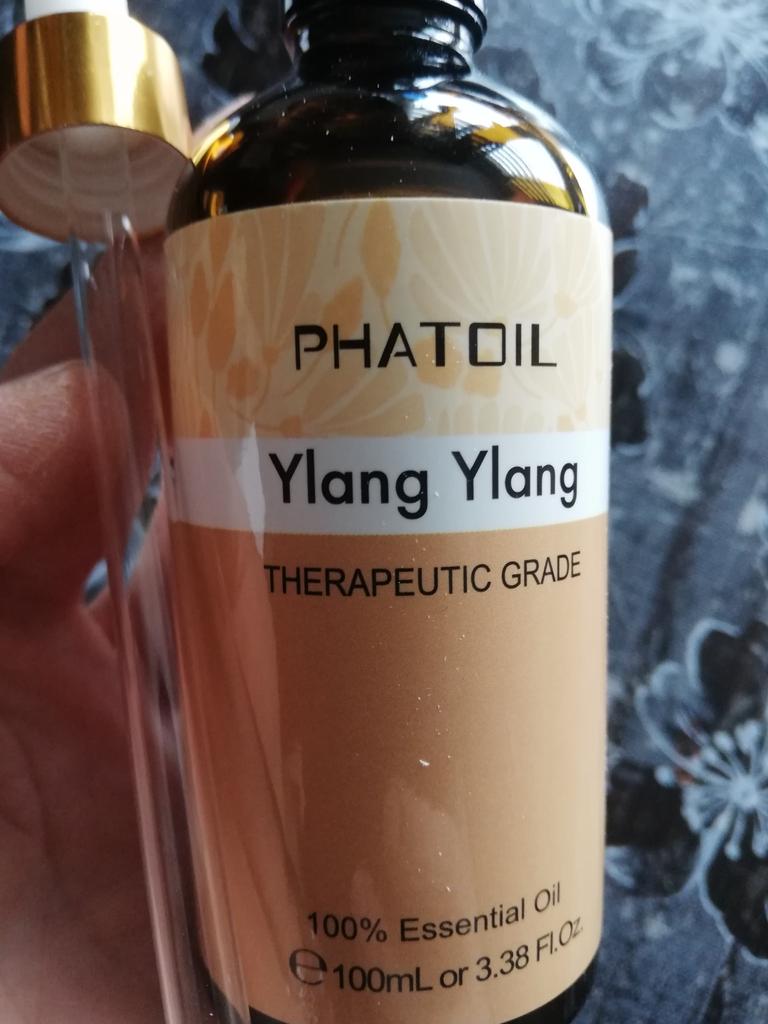 PHATOIL
Ylang Ylang
THERAPEUTIC GRADE
100% Essential Oil
℮100mL or 3.38 Fl.Oz.